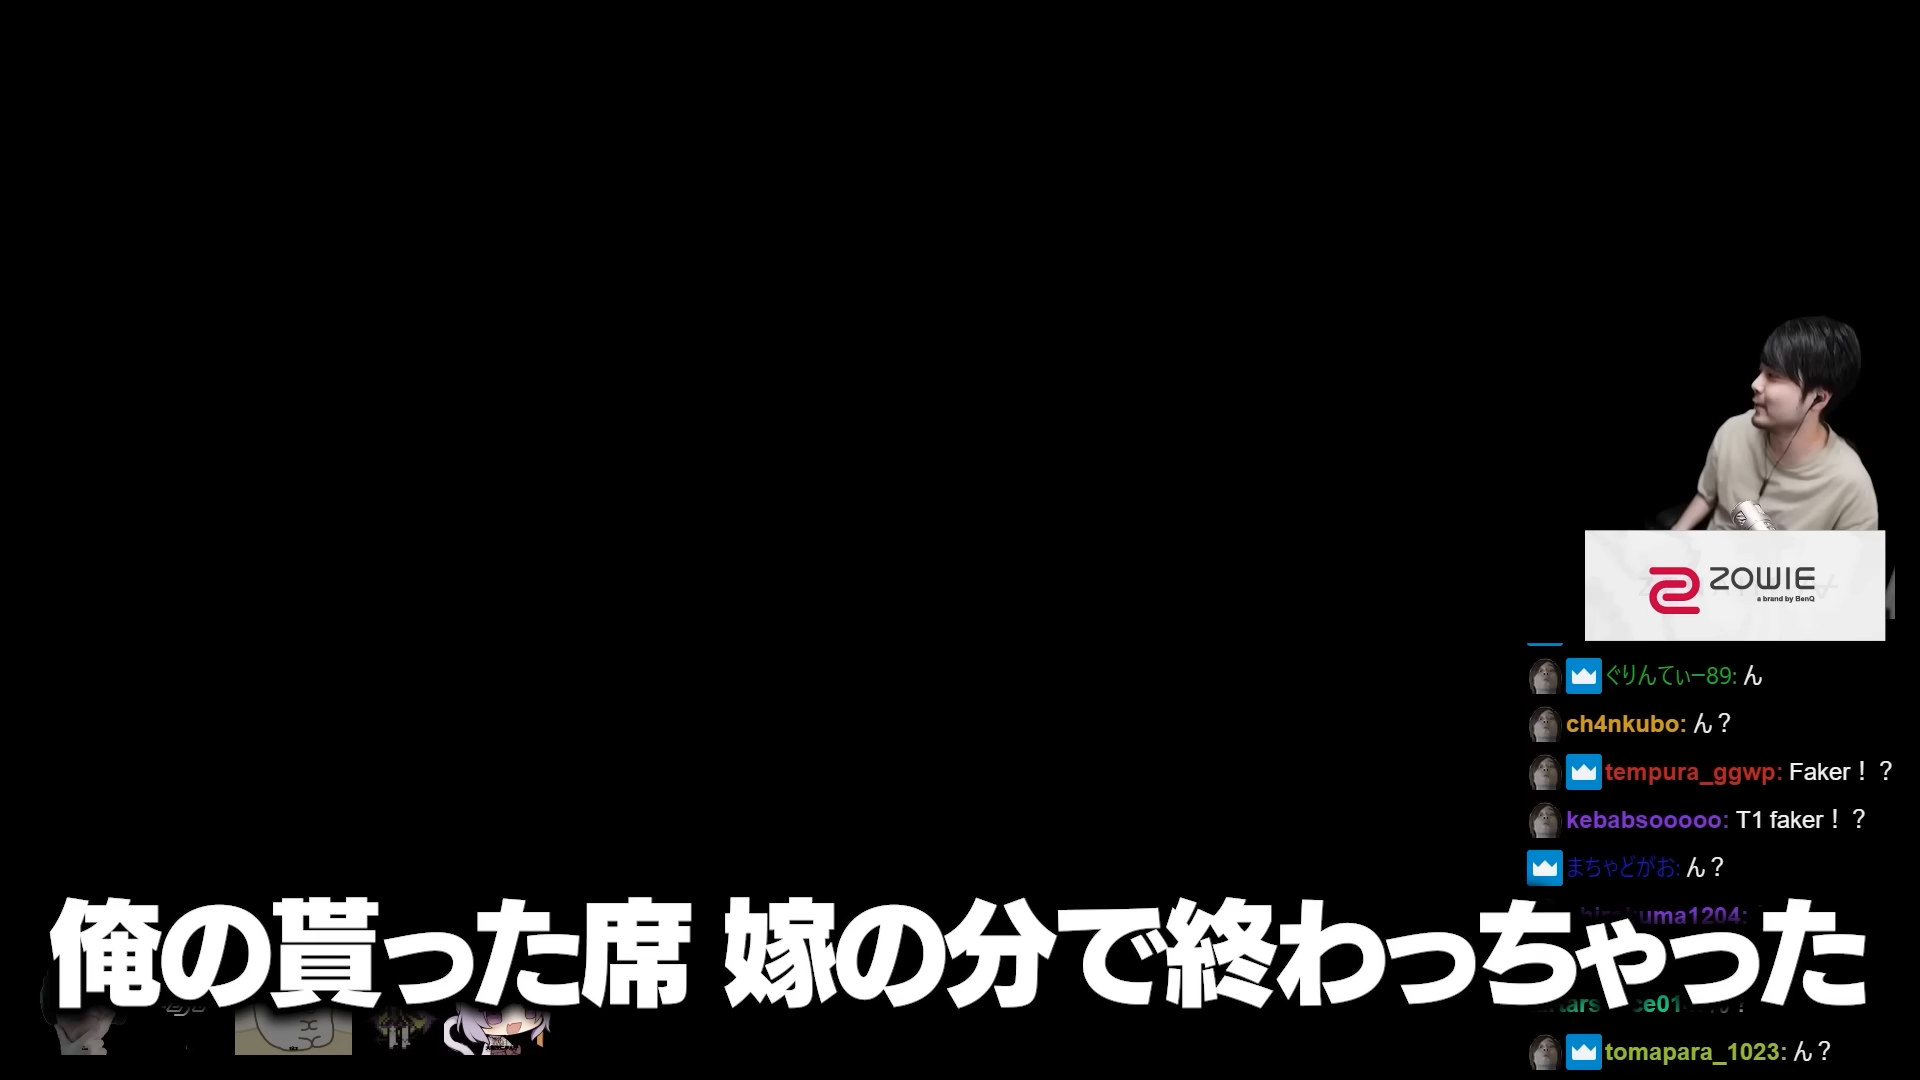 ZOWIE
a brand by BenQ
ぐりんてぃー89: ん
ch4nkubo: ん？
tempura_ggwp: Faker！？
kebabsooooo: T1 faker！？
まちゃどがお: ん？
uma1204:
俺の貰った席 嫁の分で終わっちゃった
tomapara_1023: ん？